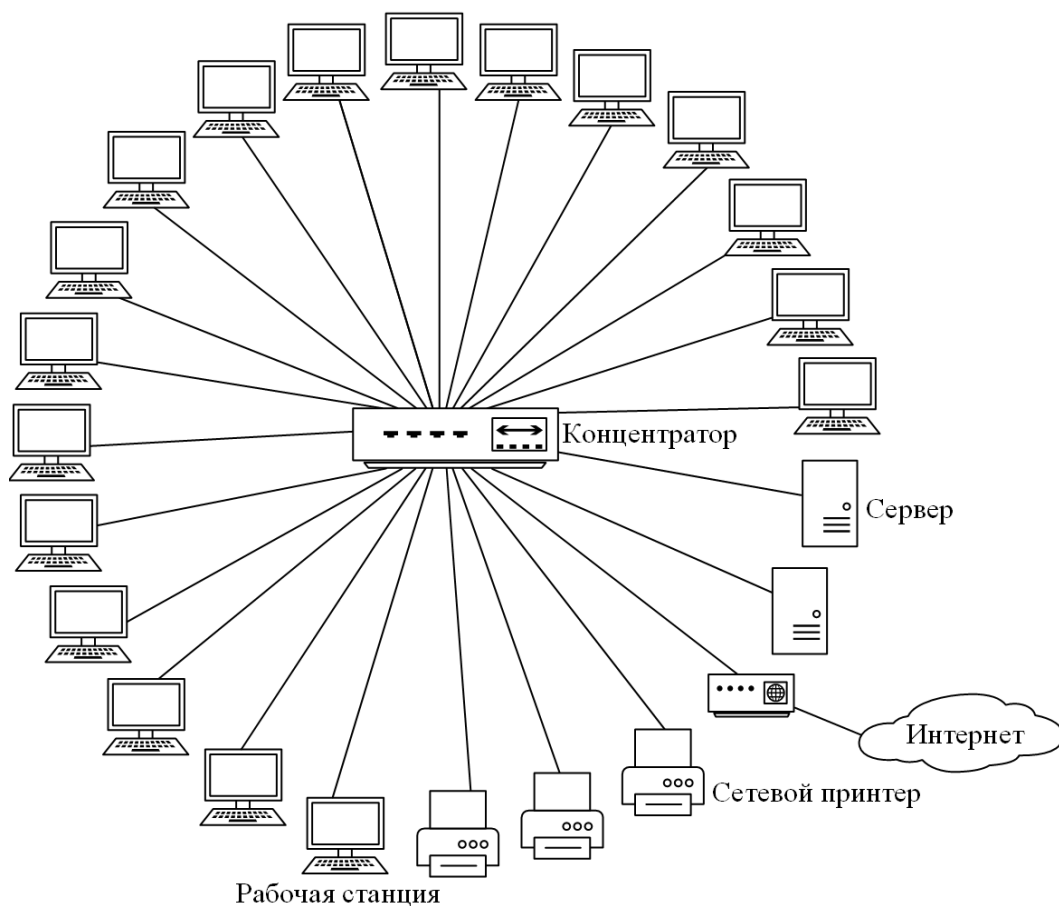 Концентратор
Сервер
Интернет
Сетевой принтер
Рабочая станция